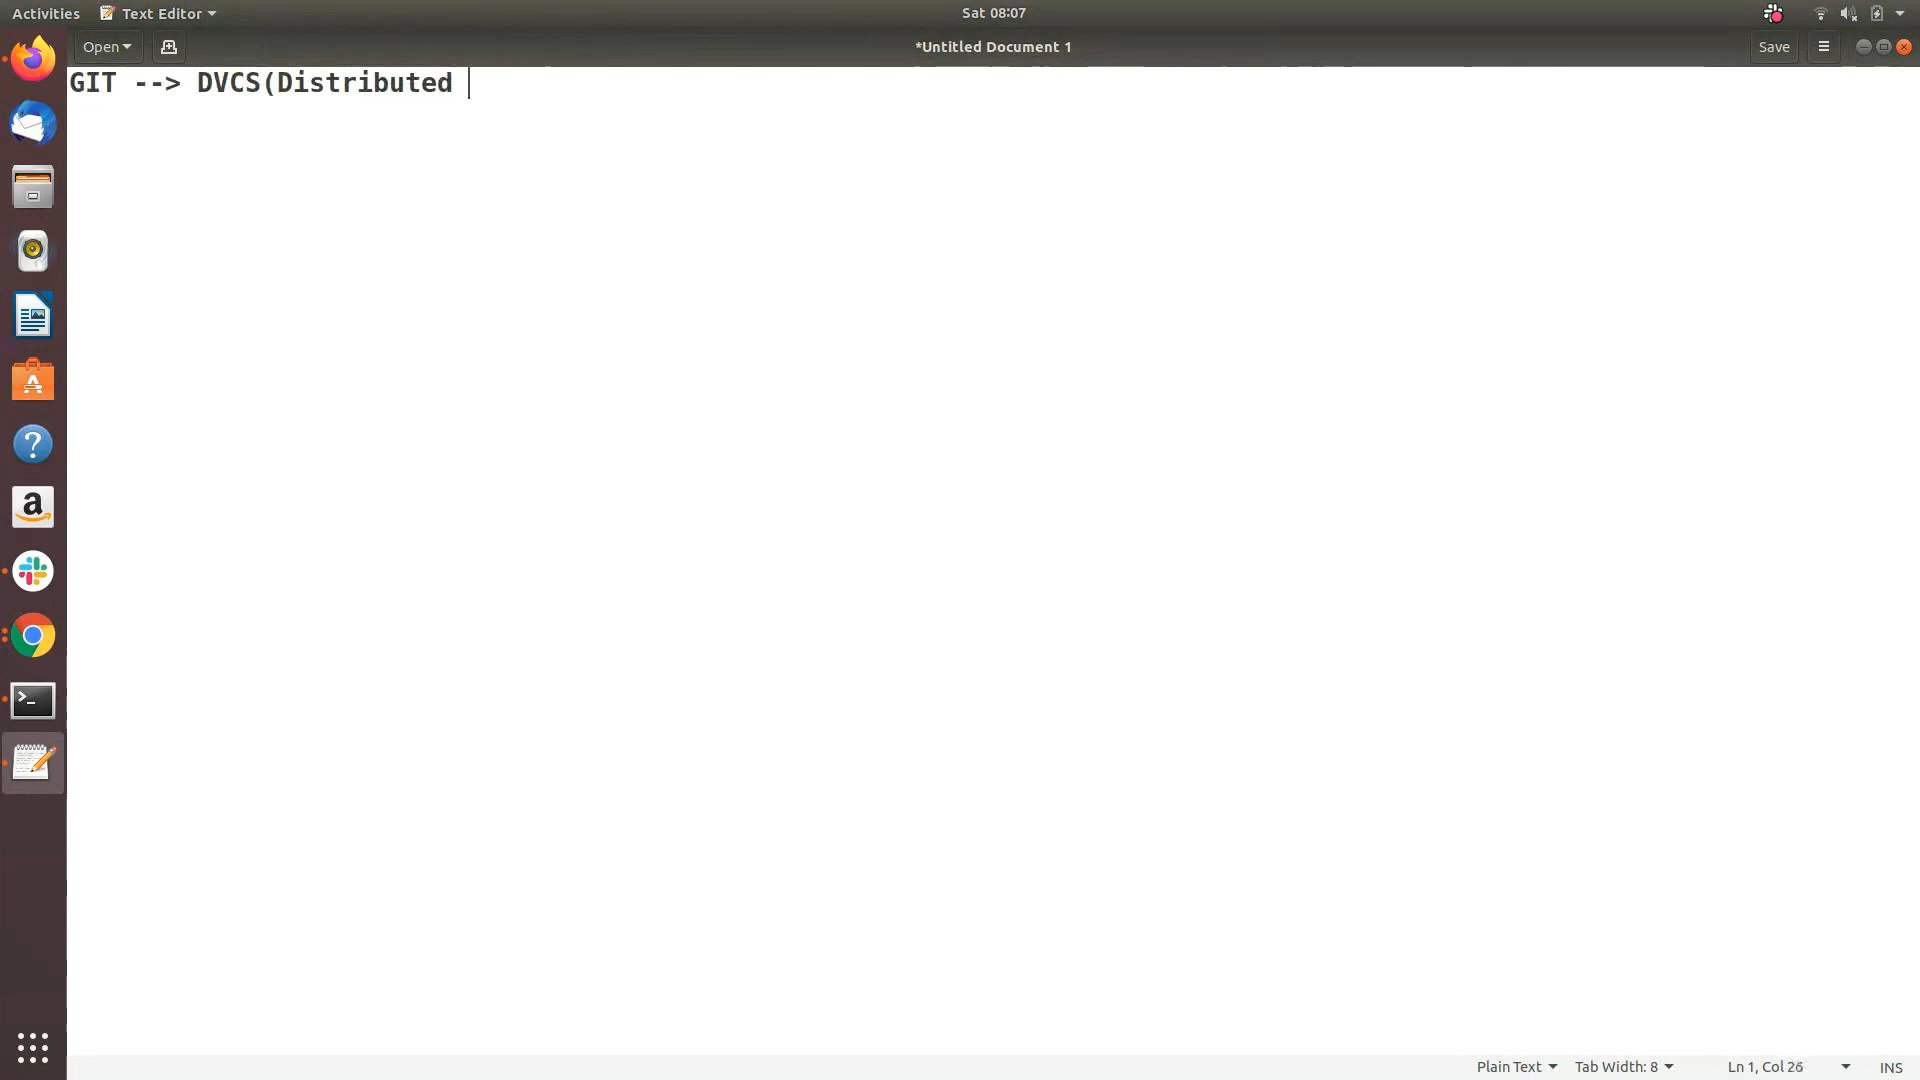 Activities Text Editor Sat 08:07
Open *Untitled Document 1 Save
GIT --> DVCS(Distributed
Plain Text Tab Width: 8 Ln 1, Col 26 INS